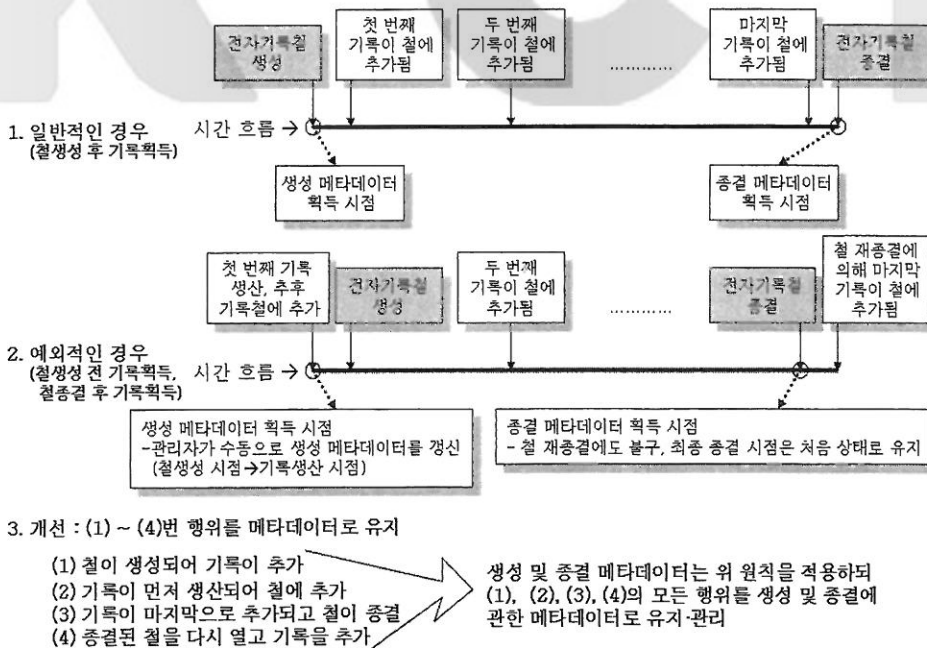 전자기록철
생성
첫 번째
기록이 철에
추가됨
두 번째
기록이 철에
추가됨
............
마지막
기록이 철에
추가됨
전자기록철
종결
1. 일반적인 경우
(철생성 후 기록획득)
시간 흐름 →
생성 메타데이터
획득 시점
종결 메타데이터
획득 시점
첫 번째 기록
생산, 추후
기록철에 추가
전자기록철
생성
두 번째
기록이 철에
추가됨
............
전자기록철
종결
철 재종결에
의해 마지막
기록이 철에
추가됨
2. 예외적인 경우
(철생성 전 기록획득,
철종결 후 기록획득)
시간 흐름 →
생성 메타데이터 획득 시점
-관리자가 수동으로 생성 메타데이터를 갱신
(철생성 시점→기록생산 시점)
종결 메타데이터 획득 시점
- 철 재종결에도 불구, 최종 종결 시점은 처음 상태로 유지
3. 개선 : (1) ~ (4)번 행위를 메타데이터로 유지
(1) 철이 생성되어 기록이 추가
(2) 기록이 먼저 생산되어 철에 추가
(3) 기록이 마지막으로 추가되고 철이 종결
(4) 종결된 철을 다시 열고 기록을 추가
생성 및 종결 메타데이터는 위 원칙을 적용하되
(1), (2), (3), (4)의 모든 행위를 생성 및 종결에
관한 메타데이터로 유지·관리